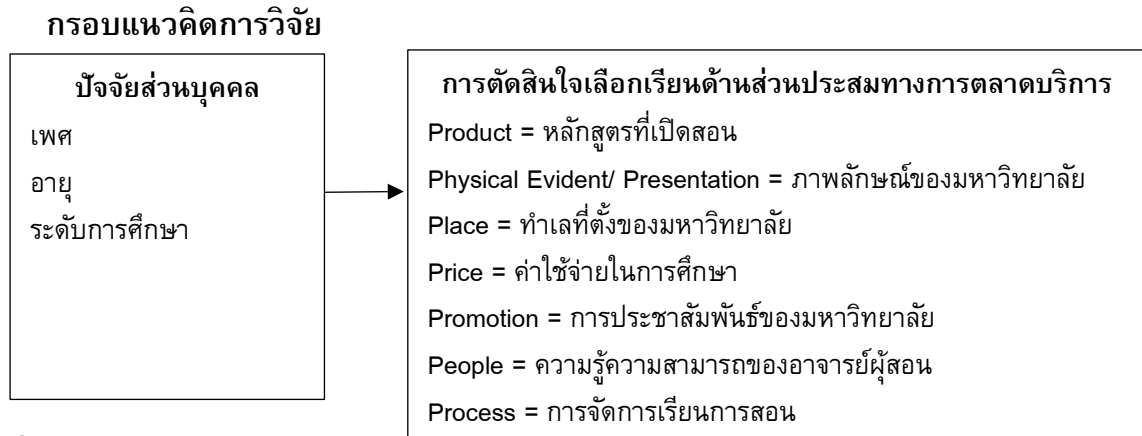 กรอบแนวคิดการวิจัย
ปัจจัยส่วนบุคคล
เพศ
อายุ
ระดับการศึกษา
การตัดสินใจเลือกเรียนด้านส่วนประสมทางการตลาดบริการ
Product = หลักสูตรที่เปิดสอน
Physical Evident/ Presentation = ภาพลักษณ์ของมหาวิทยาลัย
Place = ทำเลที่ตั้งของมหาวิทยาลัย
Price = ค่าใช้จ่ายในการศึกษา
Promotion = การประชาสัมพันธ์ของมหาวิทยาลัย
People = ความรู้ความสามารถของอาจารย์ผุ้สอน
Process = การจัดการเรียนการสอน